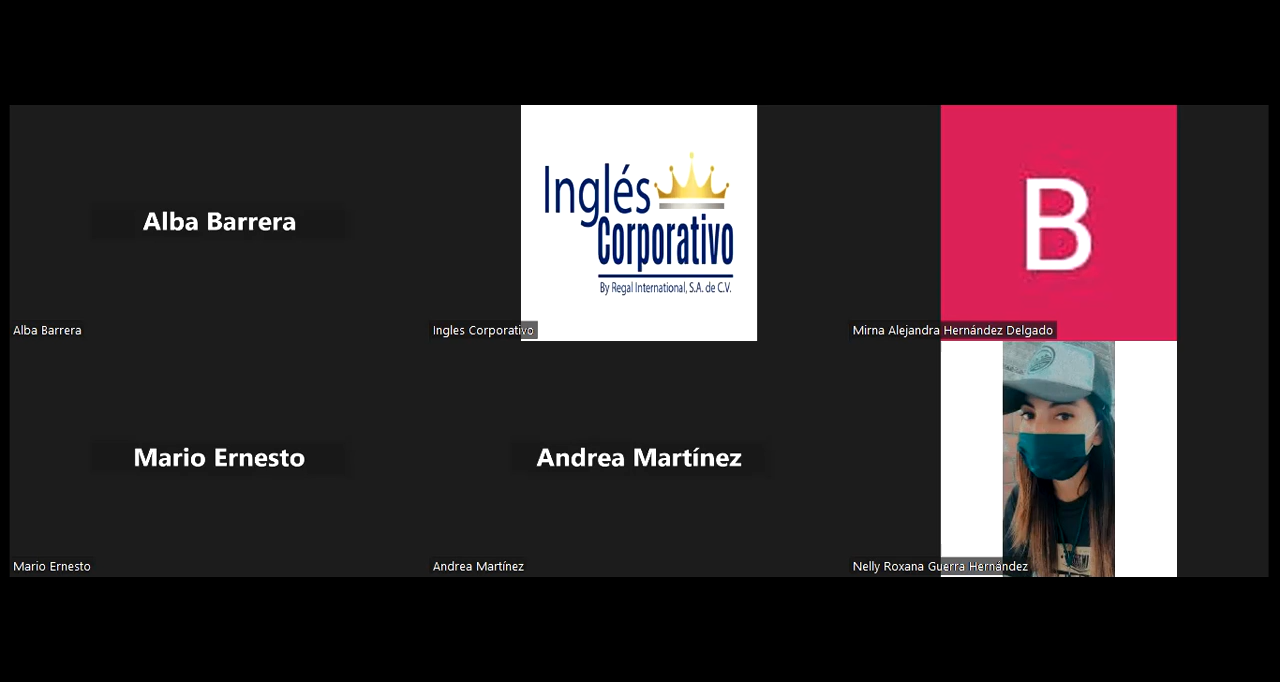 Alba Barrera
Alba Barrera
Inglés
Corporativo
By Regal International, S.A. de C.V.
Ingles Corporativo
B
Mirna Alejandra Hernández Delgado
Mario Ernesto
Mario Ernesto
Andrea Martínez
Andrea Martínez
Nelly Roxana Guerra Hernández